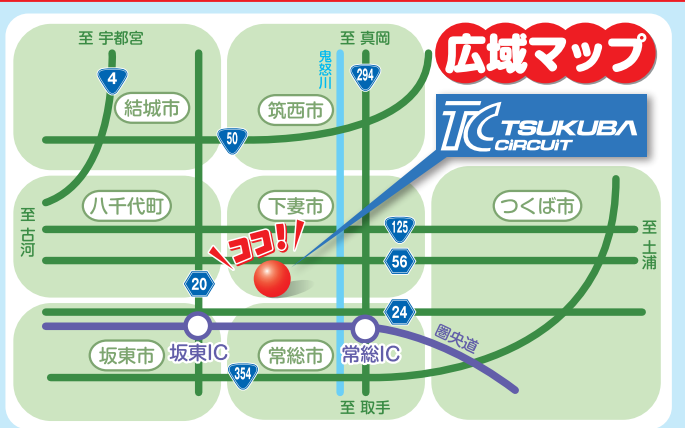 広域マップ
至 宇都宮
至 真岡
鬼怒川
4
294
結城市
筑西市
TC TSUKUBA
CIRCUIT
50
八千代町
下妻市
つくば市
至 古河
125
至 土浦
ココ!
56
20
24
坂東市
坂東IC
常総市
常総IC
圏央道
354
至 取手